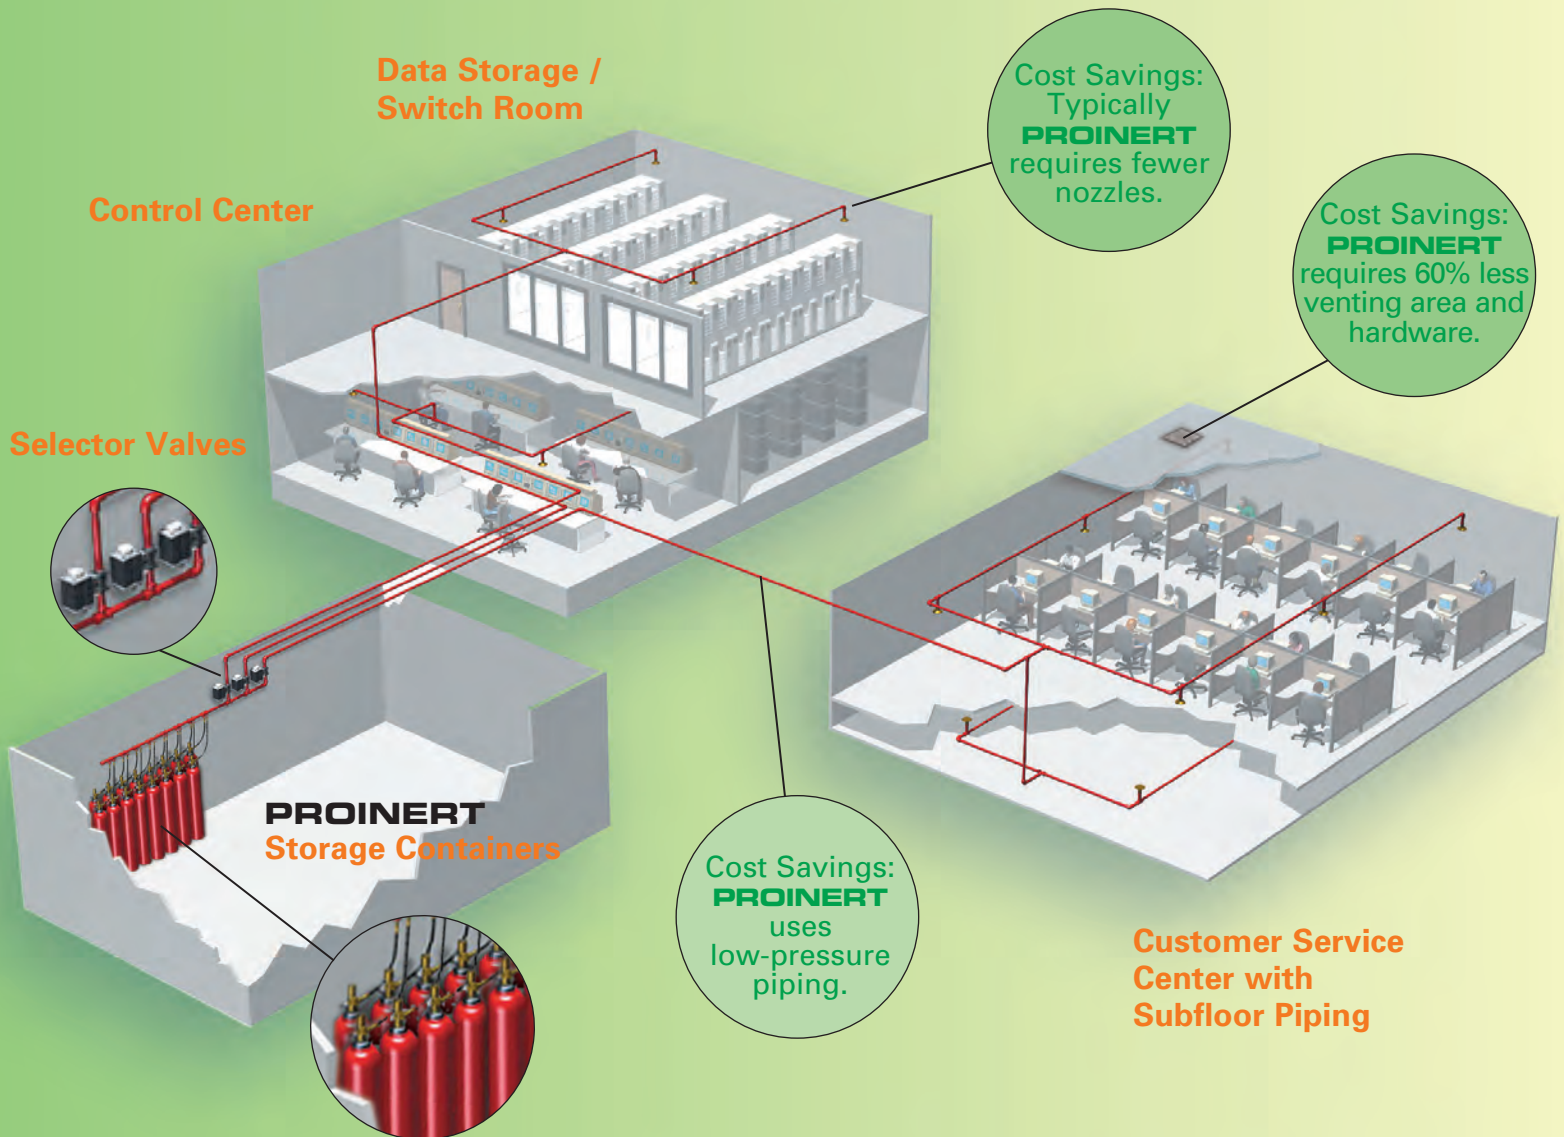 Data Storage /
Switch Room
Control Center
Selector Valves
PROINERT
Storage Containers
Cost Savings:
Typically
PROINERT
requires fewer
nozzles.
Cost Savings:
PROINERT
requires 60% less
venting area and
hardware.
Cost Savings:
PROINERT
uses
low-pressure
piping.
Customer Service
Center with
Subfloor Piping